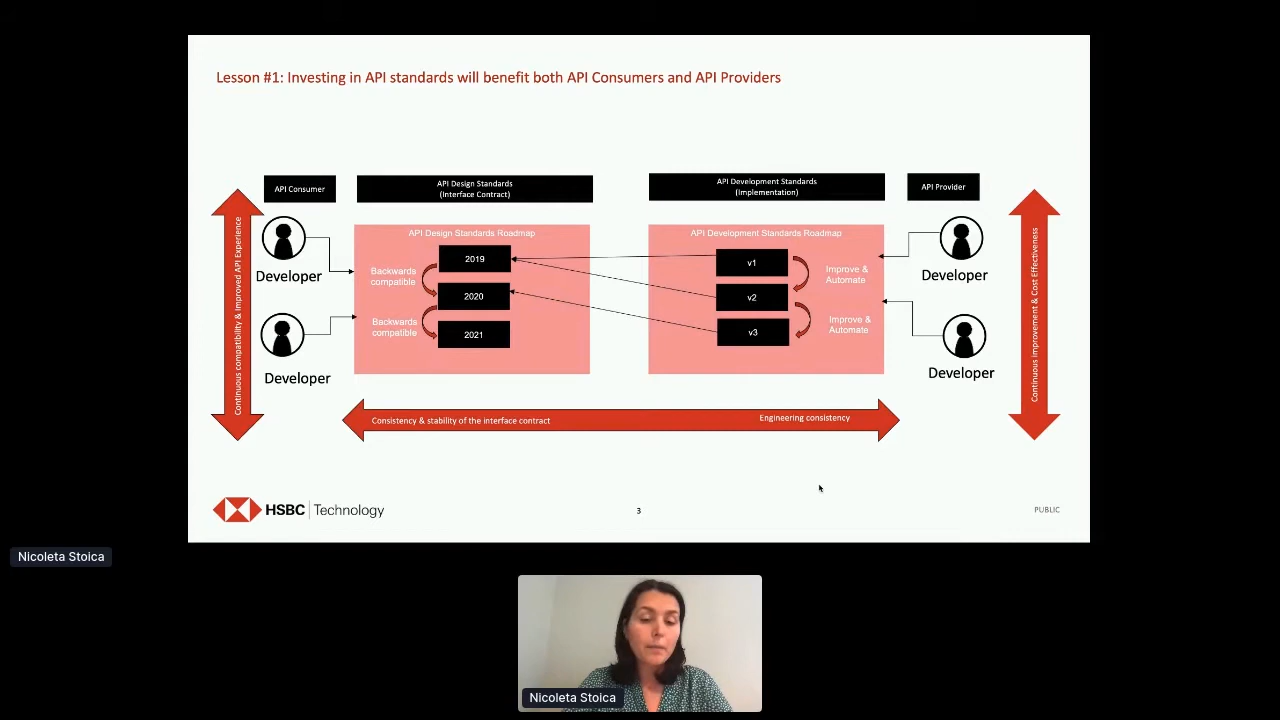 Lesson #1: Investing in API standards will benefit both API Consumers and API Providers
API Consumer
API Design Standards
(Interface Contract)
API Development Standards
(Implementation)
API Provider
Continuous compatibility & Improved API Experience
Developer
Developer
API Design Standards Roadmap
2019
2020
2021
Backwards
compatible
Backwards
compatible
API Development Standards Roadmap
v1
v2
v3
Improve &
Automate
Improve &
Automate
Developer
Developer
Continuous improvement & Cost Effectiveness
Consistency & stability of the interface contract
Engineering consistency
HSBC Technology
3
PUBLIC
Nicoleta Stoica
Nicoleta Stoica